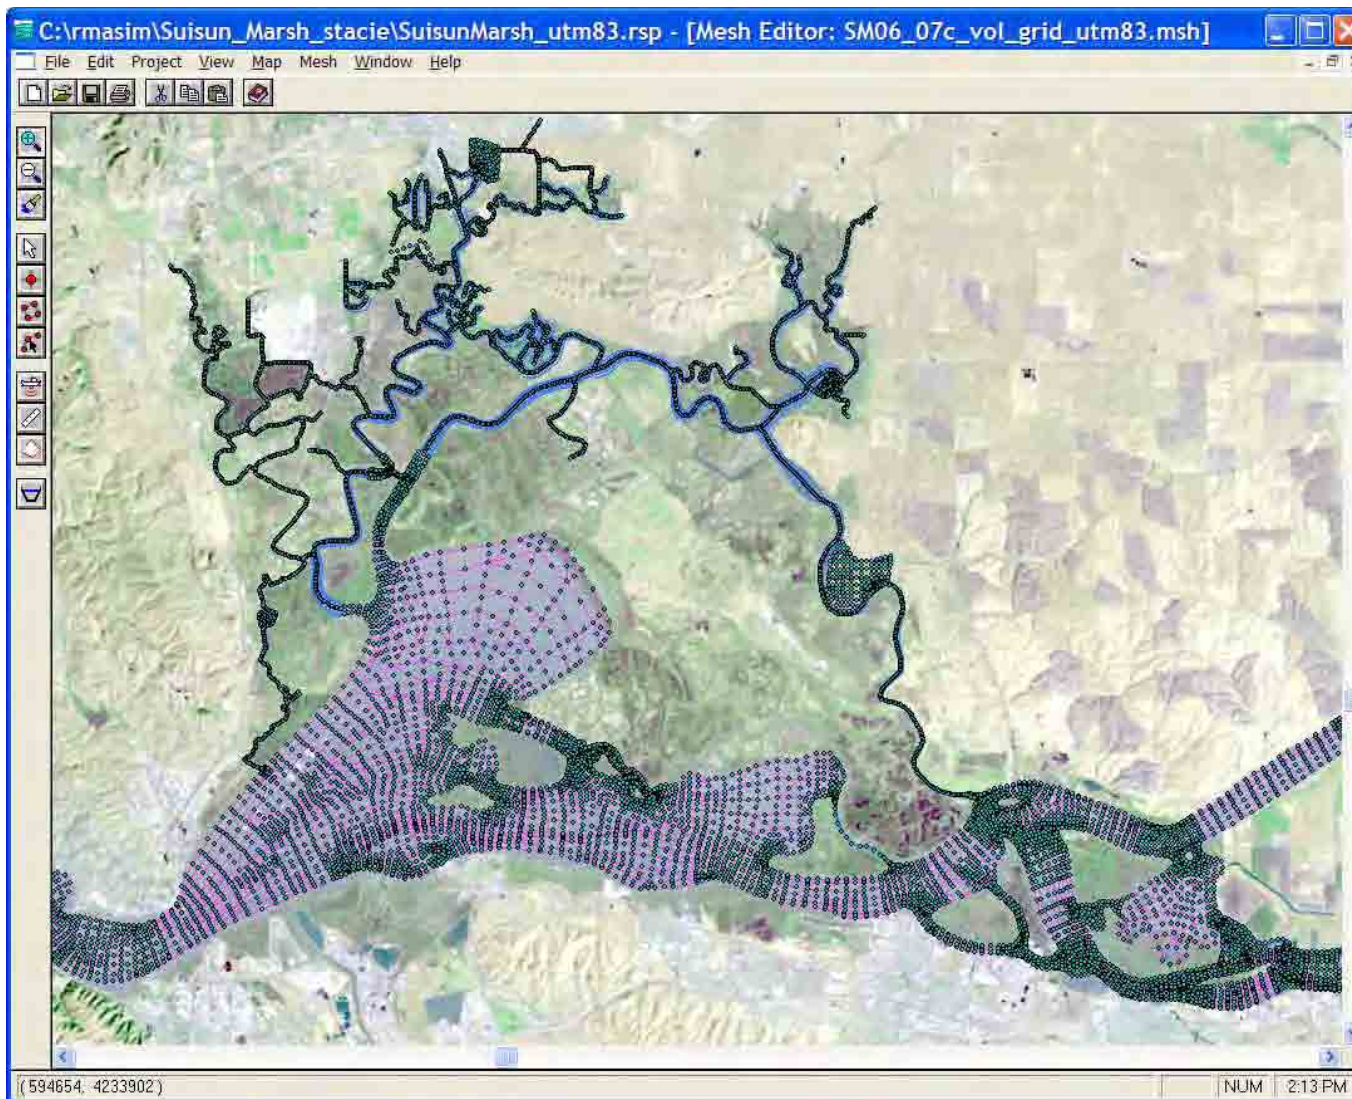 C:\rmasim\Suisun_Marsh_stacie\SuisunMarsh_utm83.rsp - [Mesh Editor: SM06_07c_vol_grid_utm83.msh]
File Edit Project View Map Mesh Window Help
(594654, 4233902) NUM 2:13 PM